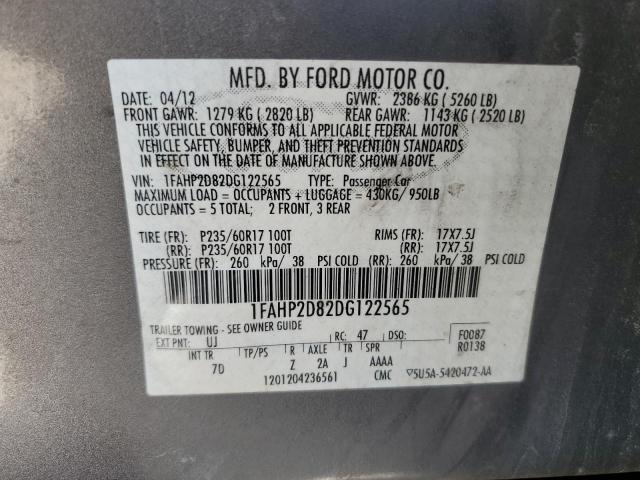 MFD. BY FORD MOTOR CO.
DATE: 04/12 GVWR: 2386 KG ( 5260 LB)
FRONT GAWR: 1279 KG ( 2820 LB) REAR GAWR: 1143 KG ( 2520 LB)
THIS VEHICLE CONFORMS TO ALL APPLICABLE FEDERAL MOTOR
VEHICLE SAFETY, BUMPER, AND THEFT PREVENTION STANDARDS
IN EFFECT ON THE DATE OF MANUFACTURE SHOWN ABOVE.
VIN: 1FAHP2D82DG122565 TYPE: Passenger Car
MAXIMUM LOAD = OCCUPANTS + LUGGAGE = 430KG/ 950LB
OCCUPANTS = 5 TOTAL; 2 FRONT, 3 REAR
TIRE (FR): P235/60R17 100T RIMS (FR): 17X7.5J
(RR): P235/60R17 100T (RR): 17X7.5J
PRESSURE (FR): 260 kPa/ 38 PSI COLD (RR): 260 kPa/ 38 PSI COLD
1FAHP2D82DG122565
TRAILER TOWING - SEE OWNER GUIDE
EXT PNT: UJ RC: 47 DSO: F0087
R0138
INT TR TP/PS R AXLE TR SPR
7D Z 2A J AAAA
1201204236561 CMC ▽5U5A-5420472-AA